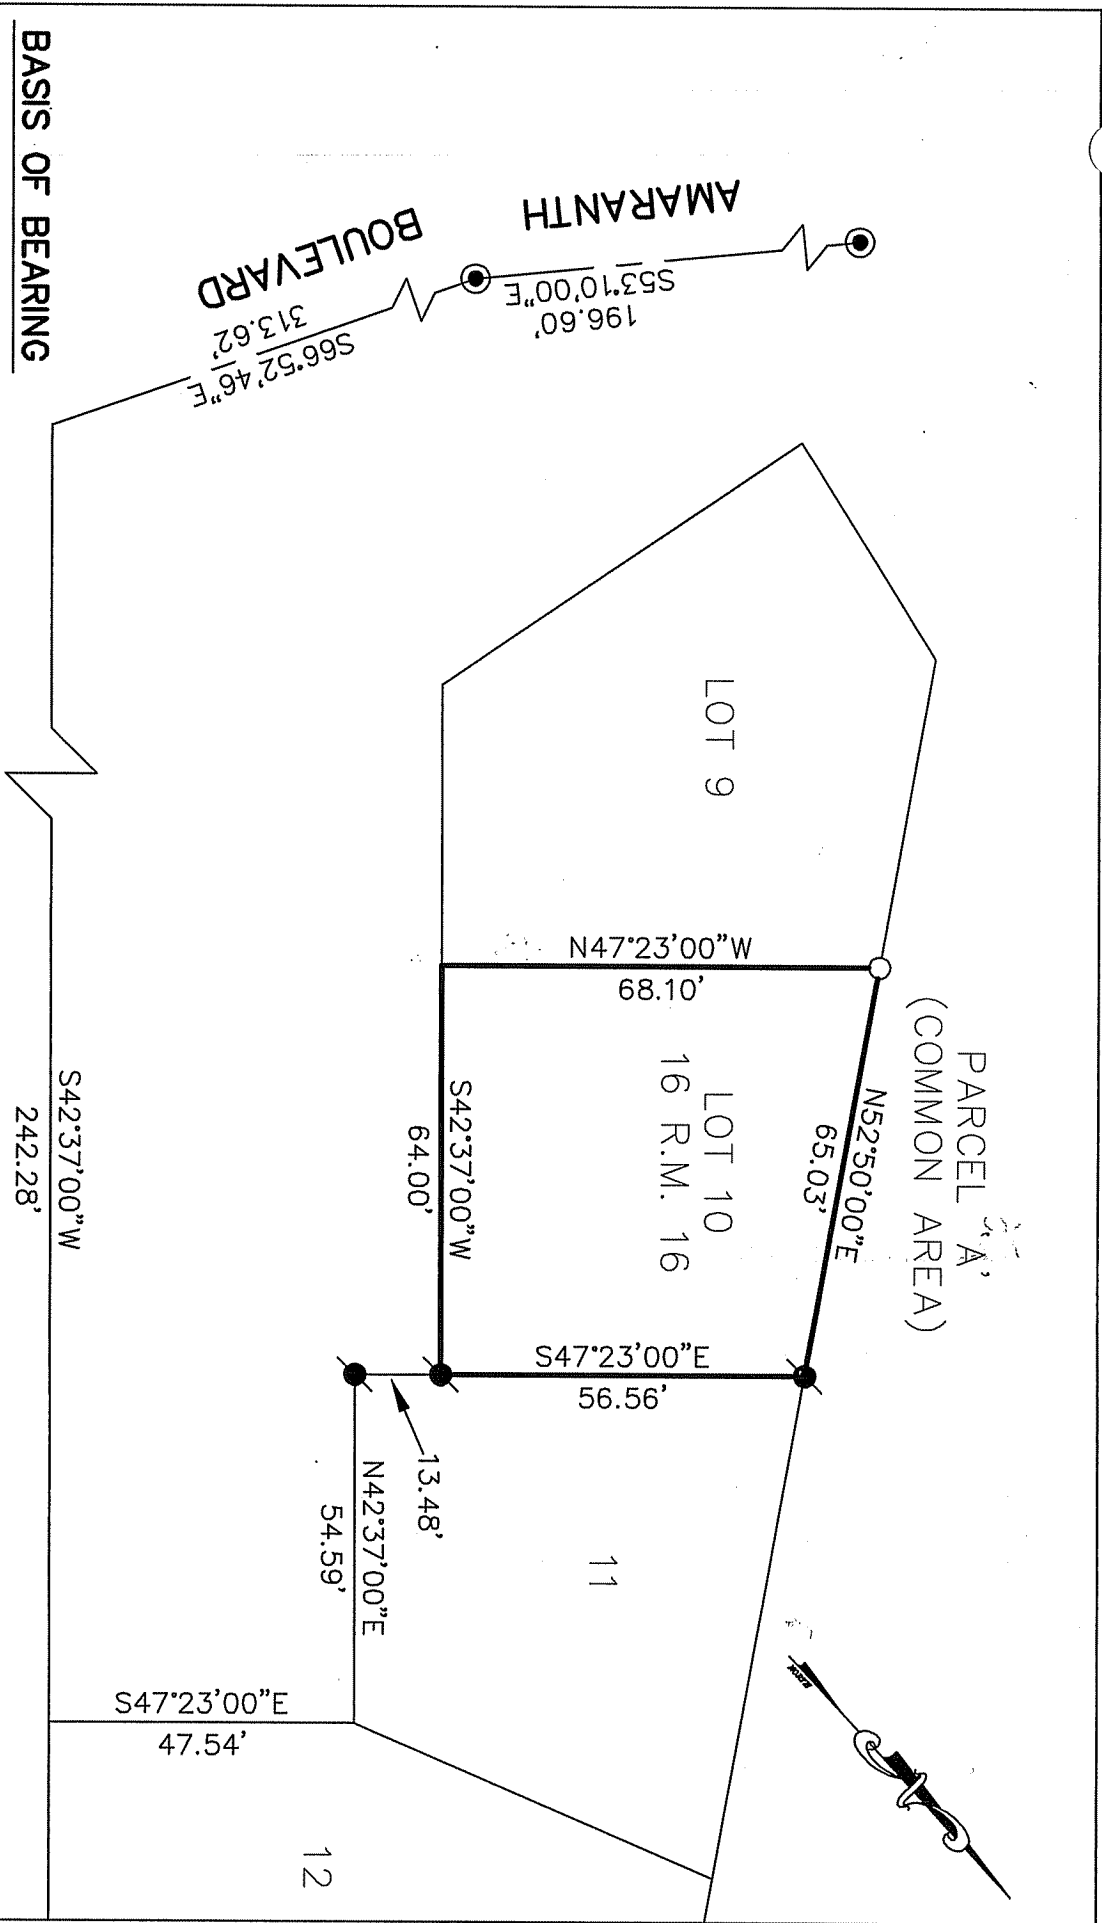 BASIS OF BEARING
AMARANTH
BOULEVARD
S53°10'00"E
196.60'
S66°52'46"E
313.62'
LOT 9
PARCEL 'A'
(COMMON AREA)
N47°23'00"W
68.10'
N52°50'00"E
65.03'
LOT 10
16 R.M. 16
S42°37'00"W
64.00'
S47°23'00"E
56.56'
13.48'
N42°37'00"E
54.59'
11
S42°37'00"W
242.28'
S47°23'00"E
47.54'
12